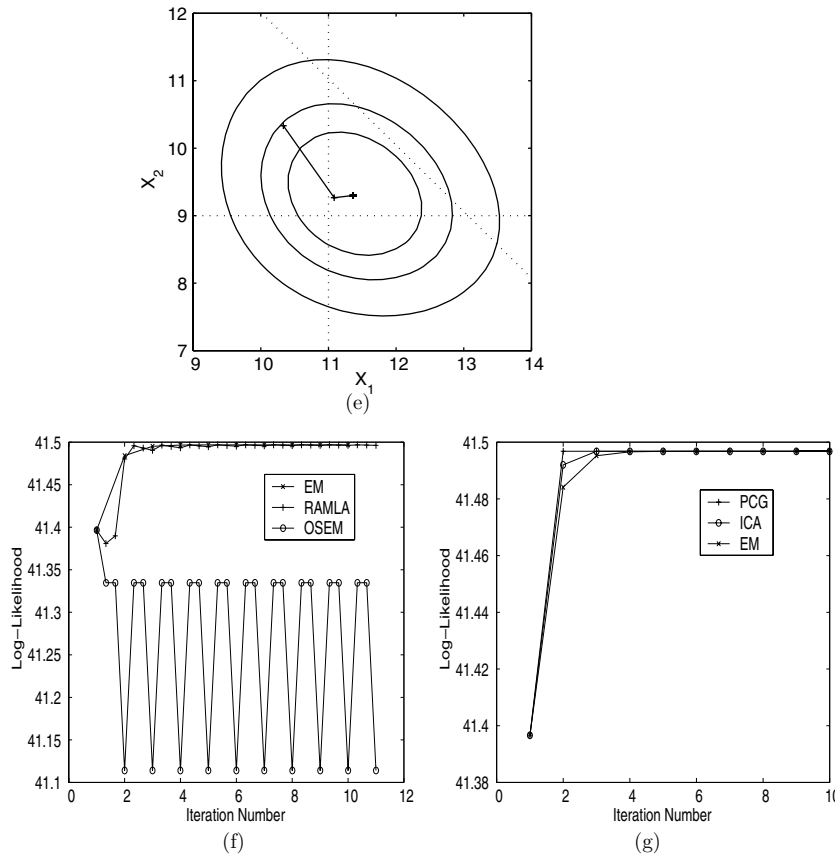 12
11
10
9
8
7
X2
9 10 11 12 13 14
X1
(e)
41.5
41.45
41.4
41.35
41.3
41.25
41.2
41.15
41.1
Log-Likelihood
EM
RAMLA
OSEM
0 2 4 6 8 10 12
Iteration Number
(f)
41.5
41.48
41.46
41.44
41.42
41.4
41.38
Log-Likelihood
PCG
ICA
EM
0 2 4 6 8 10
Iteration Number
(g)